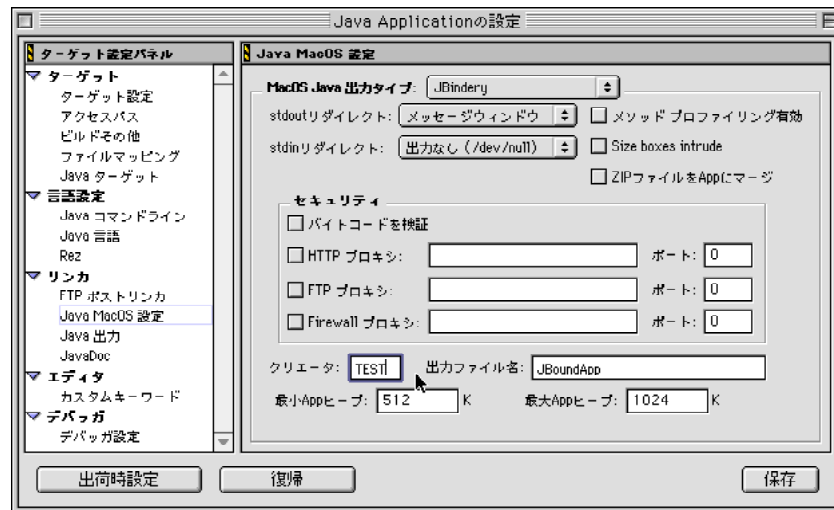 Java Applicationの設定
ターゲット設定パネル
ターゲット
ターゲット設定
アクセスパス
ビルドその他
ファイルマッピング
Java ターゲット
言語設定
Java コマンドライン
Java 言語
Rez
リンカ
FTP ポストリンカ
Java MacOS 設定
Java 出力
JavaDoc
エディタ
カスタムキーワード
デバッガ
デバッガ設定
Java MacOS 設定
MacOS Java 出力タイプ: JBindery
stdoutリダイレクト: メッセージウィンドウ メソッド プロファイリング有効
stdinリダイレクト: 出力なし (/dev/null) Size boxes intrude
ZIPファイルをAppにマージ
セキュリティ
バイトコードを検証
HTTP プロキシ: ポート: 0
FTP プロキシ: ポート: 0
Firewall プロキシ: ポート: 0
クリエータ: TEST 出力ファイル名: JBoundApp
最小Appヒープ: 512 K 最大Appヒープ: 1024 K
出荷時設定 復帰 保存